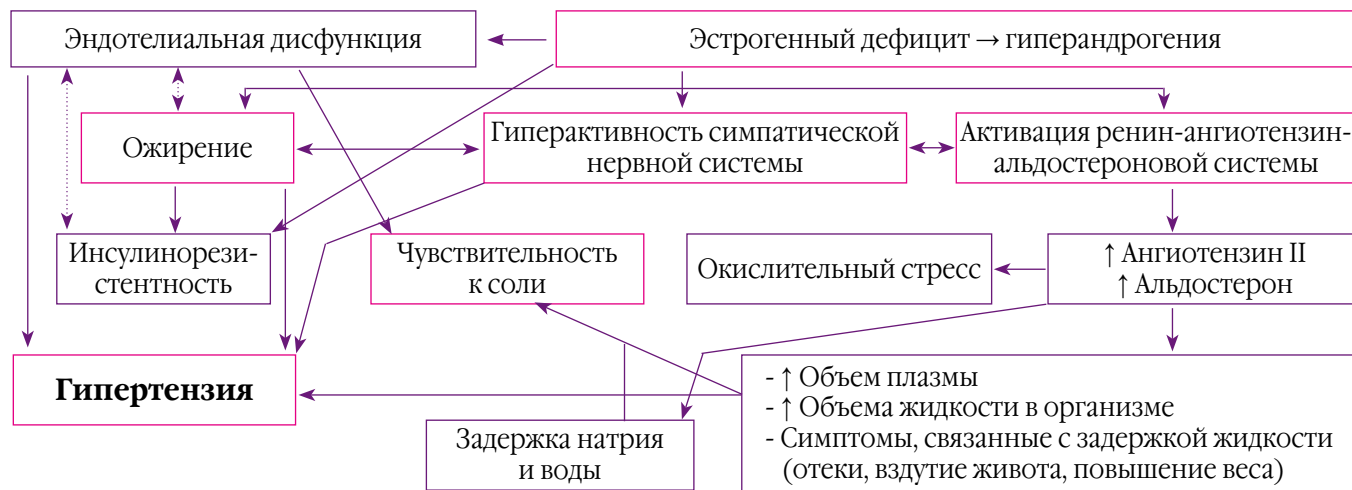 Эндотелиальная дисфункция
Эстрогенный дефицит → гиперандрогения
Ожирение
Гиперактивность симпатической
нервной системы
Активация ренин-ангиотензин-
альдостероновой системы
Инсулинорези-
стентность
Чувствительность
к соли
Окислительный стресс
↑ Ангиотензин II
↑ Альдостерон
Гипертензия
Задержка натрия
и воды
- ↑ Объем плазмы
- ↑ Объема жидкости в организме
- Симптомы, связанные с задержкой жидкости
(отеки, вздутие живота, повышение веса)